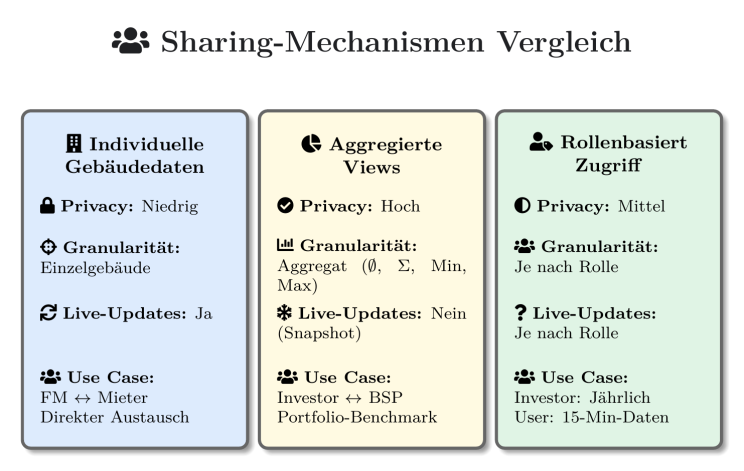 Sharing-Mechanismen Vergleich
Individuelle
Gebäudedaten
Privacy: Niedrig
Granularität:
Einzelgebäude
Live-Updates: Ja
Use Case:
FM ↔ Mieter
Direkter Austausch
Aggregierte
Views
Privacy: Hoch
Granularität:
Aggregat (∅, Σ, Min,
Max)
Live-Updates: Nein
(Snapshot)
Use Case:
Investor ↔ BSP
Portfolio-Benchmark
Rollenbasiert
Zugriff
Privacy: Mittel
Granularität:
Je nach Rolle
Live-Updates:
Je nach Rolle
Use Case:
Investor: Jährlich
User: 15-Min-Daten